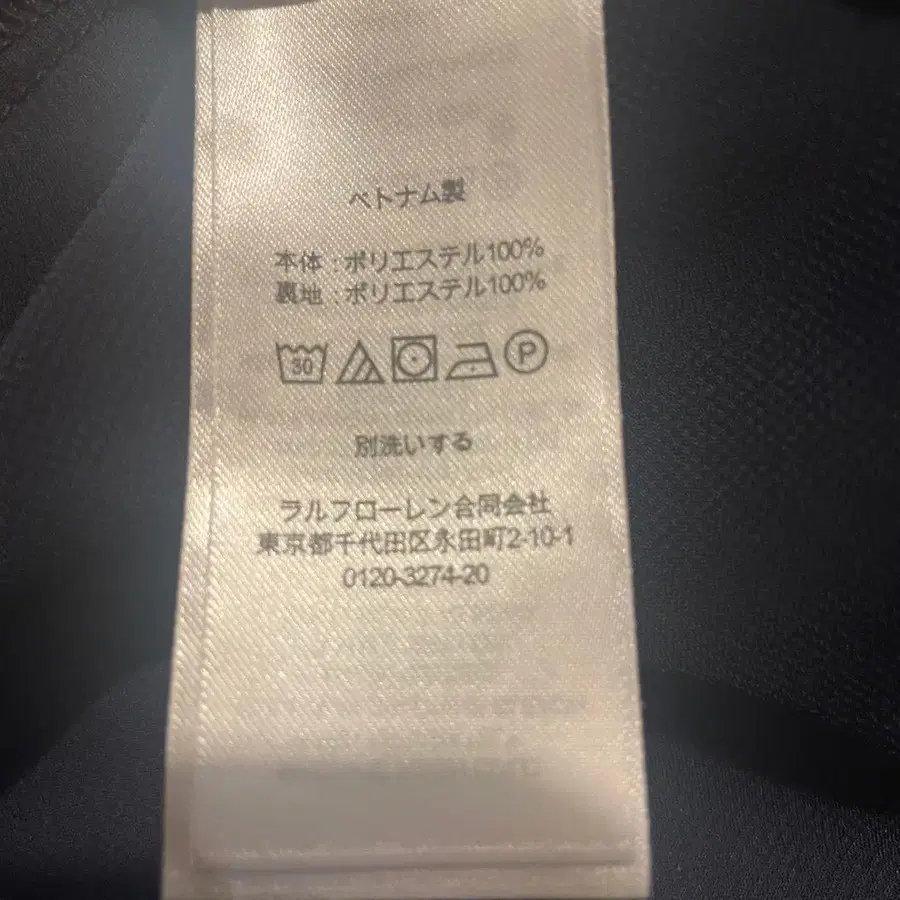 ベトナム製
本体:ポリエステル100%
裏地:ポリエステル100%
30 P
別洗いする
ラルフローレン合同会社
東京都千代田区永田町2-10-1
0120-3274-20